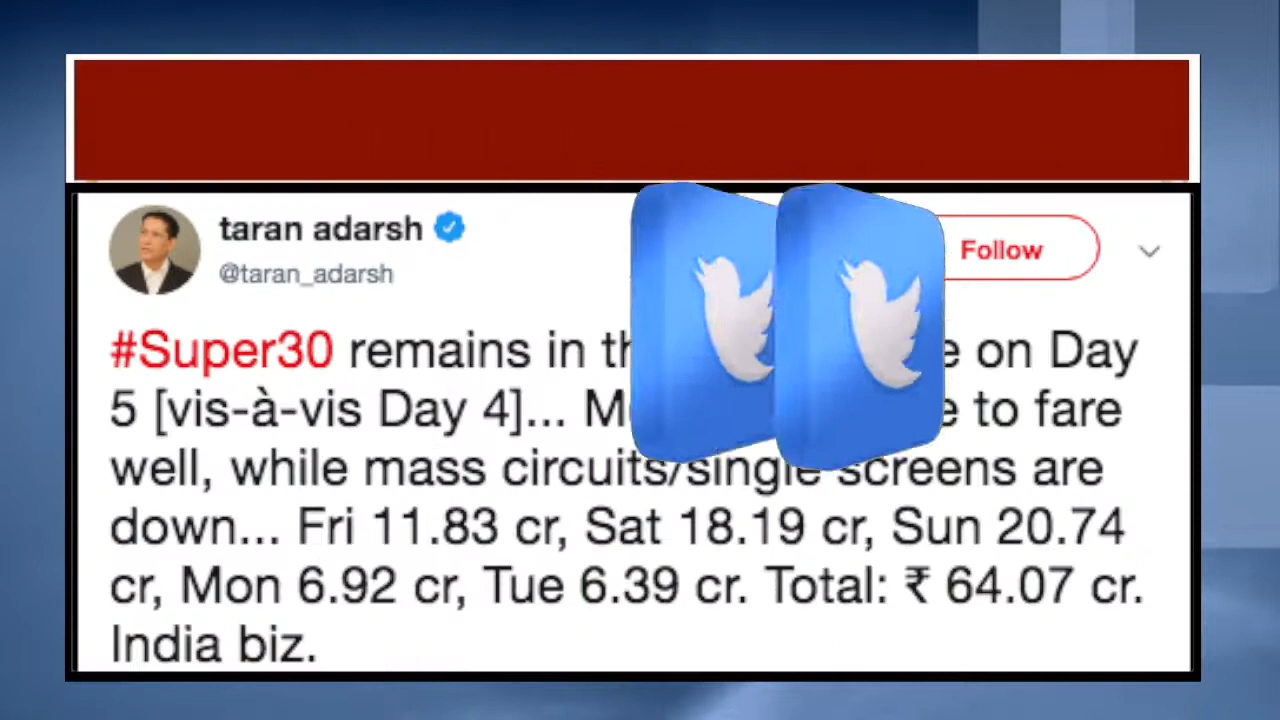 taran adarsh
@taran_adarsh
Follow
#Super30 remains in on Day
5 [vis-à-vis Day 4]... to fare
well, while mass circuits/single screens are
down... Fri 11.83 cr, Sat 18.19 cr, Sun 20.74
cr, Mon 6.92 cr, Tue 6.39 cr. Total: ₹ 64.07 cr.
India biz.